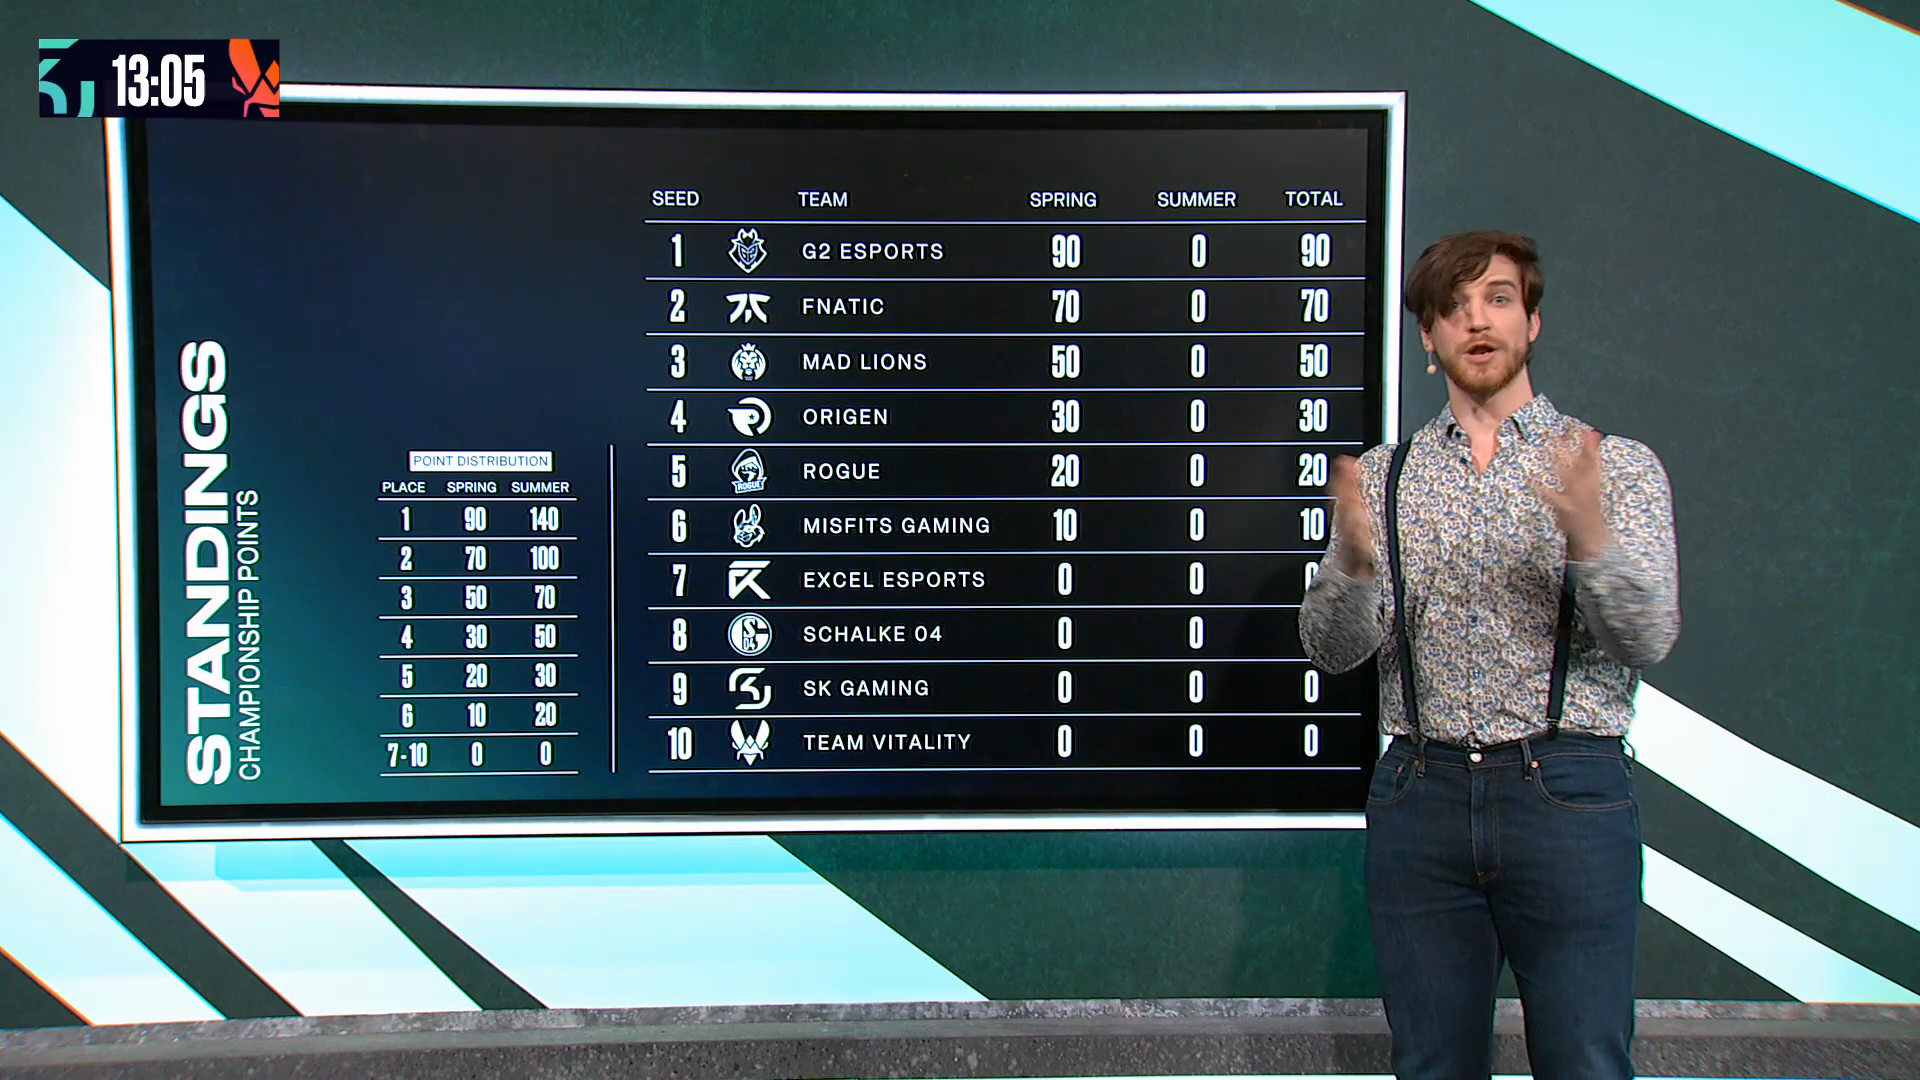 13:05
STANDINGS
CHAMPIONSHIP POINTS
POINT DISTRIBUTION
PLACE SPRING SUMMER
1 90 140
2 70 100
3 50 70
4 30 50
5 20 30
6 10 20
7-10 0 0
SEED TEAM SPRING SUMMER TOTAL
1 G2 ESPORTS 90 0 90
2 FNATIC 70 0 70
3 MAD LIONS 50 0 50
4 ORIGEN 30 0 30
5 ROGUE ROGUE 20 0 20
6 MISFITS GAMING 10 0 10
7 EXCEL ESPORTS 0 0
8 S 04 SCHALKE 04 0 0
9 SK GAMING 0 0 0
10 TEAM VITALITY 0 0 0